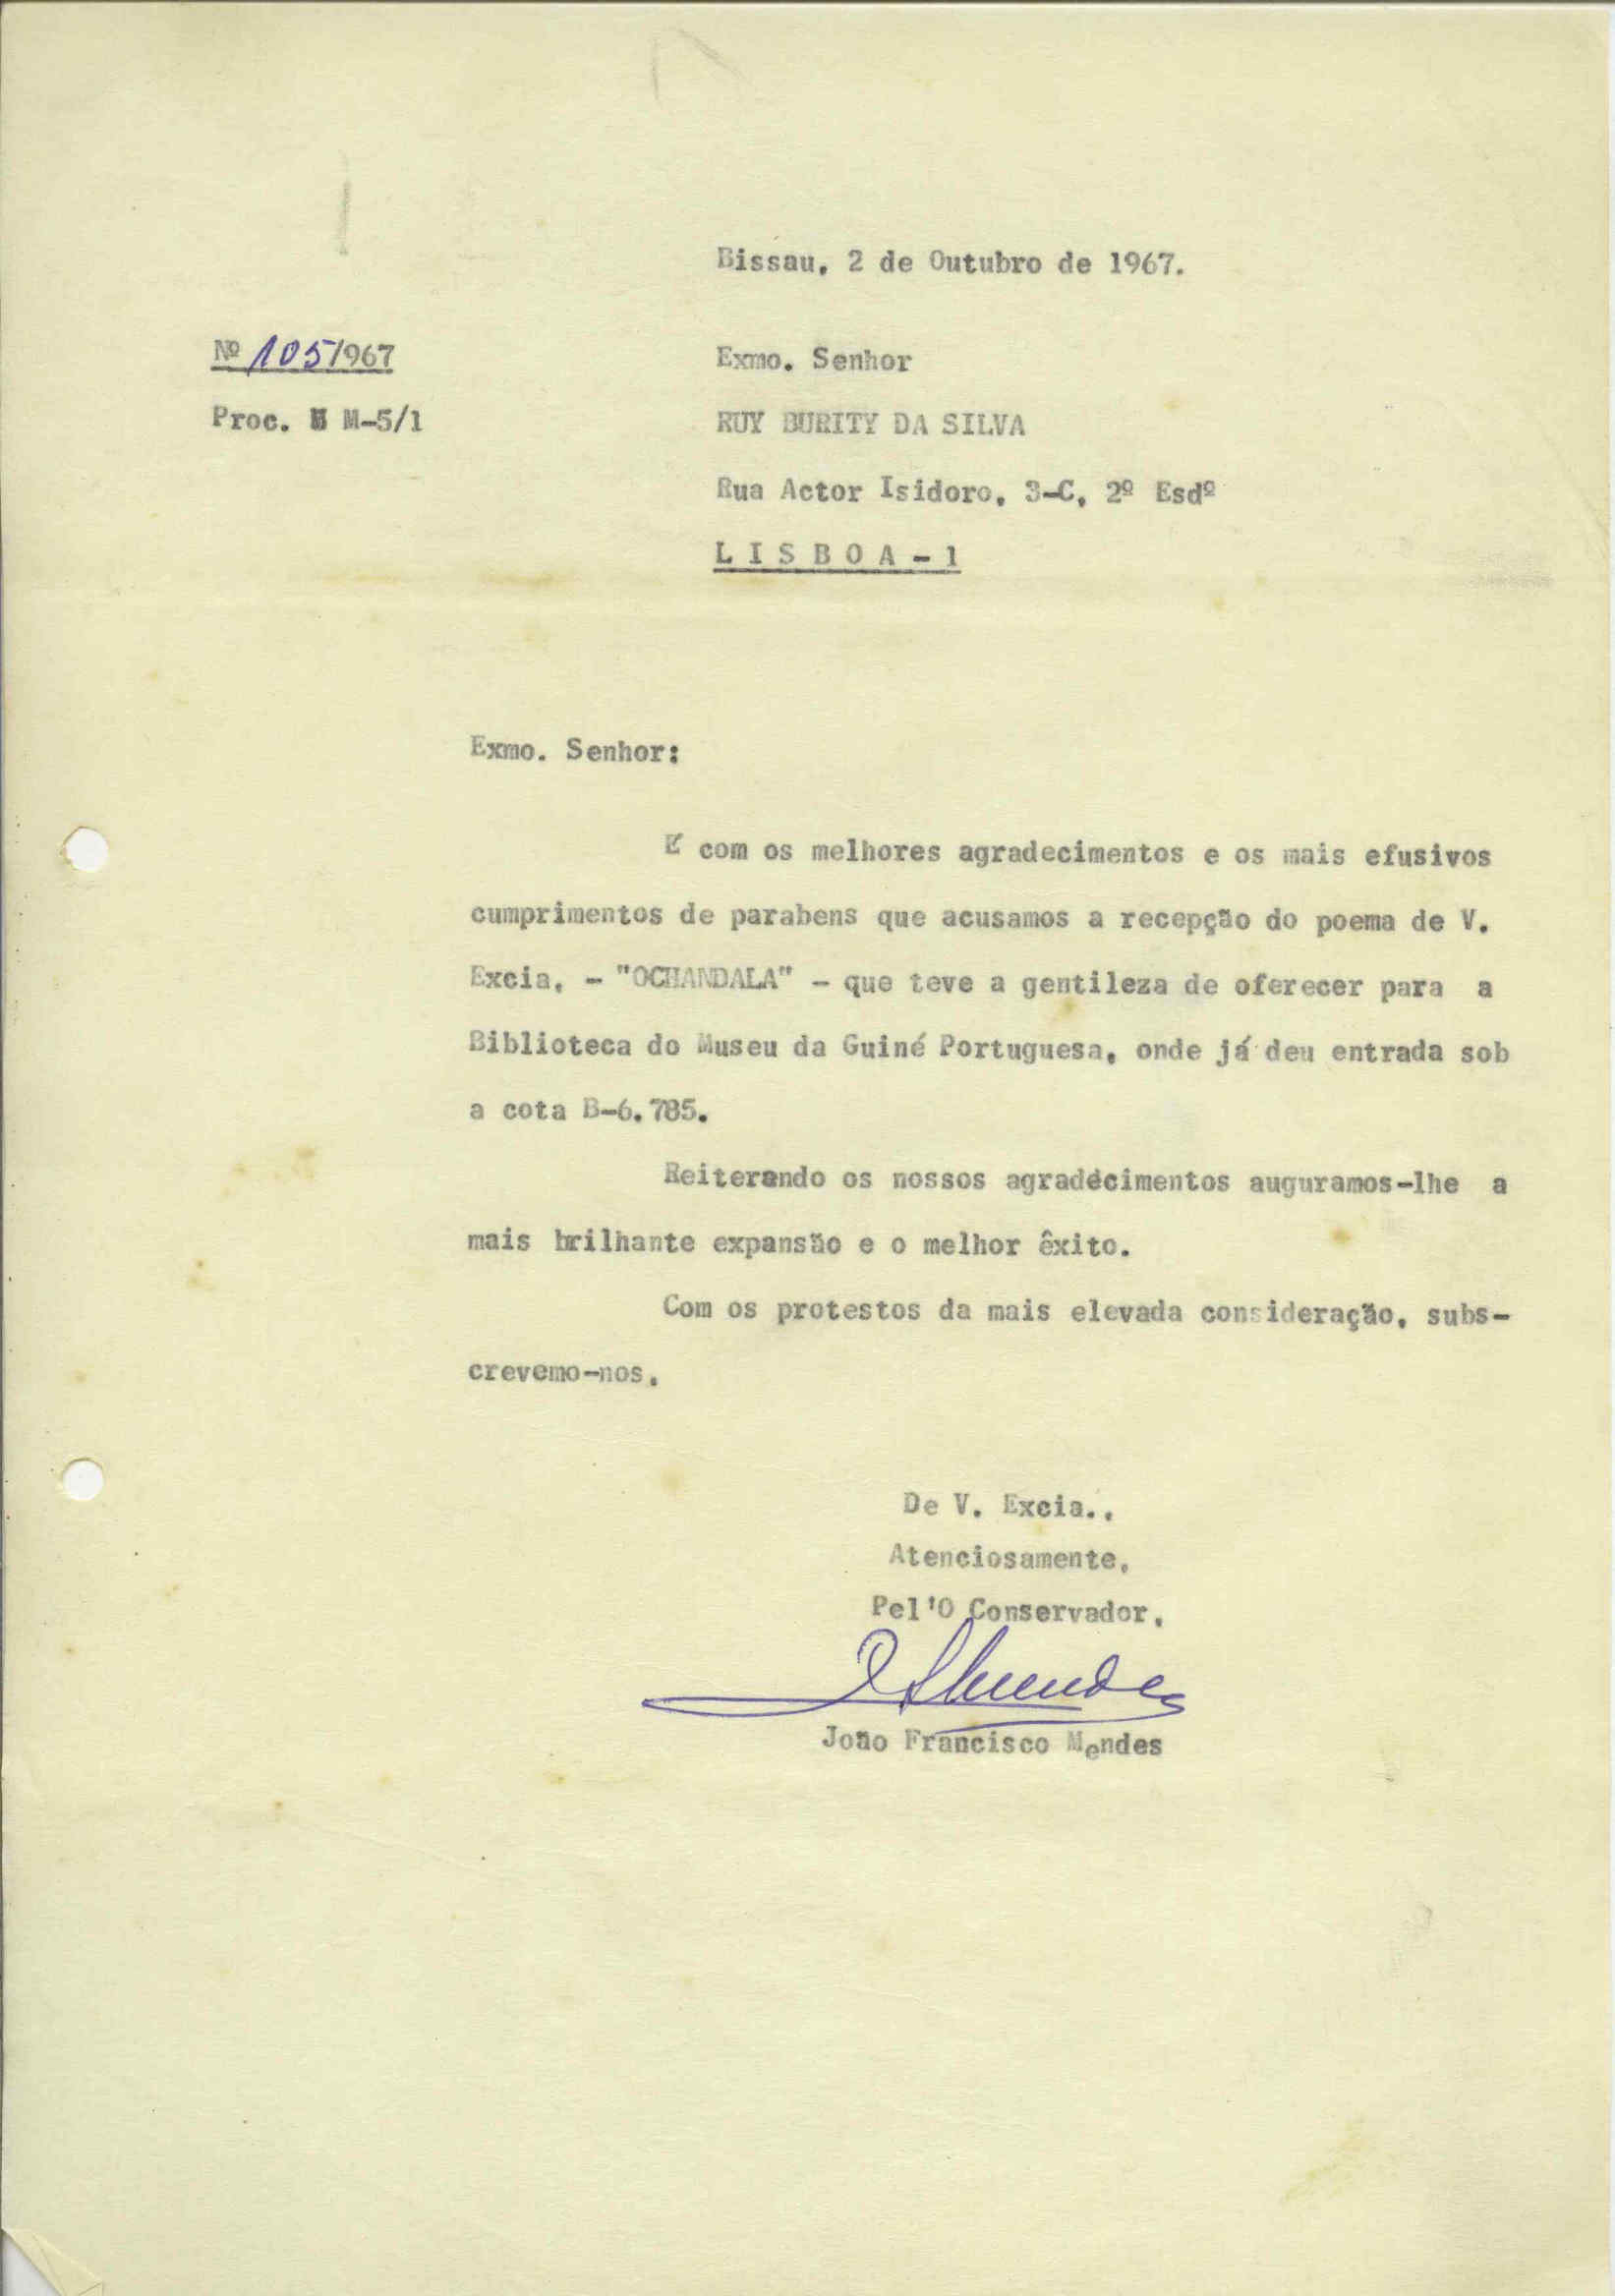 Bissau, 2 de Outubro de 1967.
Nº 105/967
Exmo. Senhor
Proc. M-5/1
RUY BURITY DA SILVA
Rua Actor Isidoro, 3-C, 2º Esdº
L I S B O A - 1
Exmo. Senhor:
É com os melhores agradecimentos e os mais efusivos
cumprimentos de parabens que acusamos a recepção do poema de V.
Excia. - "OCHANDALA" - que teve a gentileza de oferecer para a
Biblioteca do Museu da Guiné Portuguesa, onde já deu entrada sob
a cota B-6.785.
Reiterando os nossos agradécimentos auguramos-lhe a
mais brilhante expansão e o melhor êxito.
Com os protestos da mais elevada consideração, subs-
crevemo-nos.
De V. Excia.,
Atenciosamente,
Pel'O Conservador,
João Francisco Mendes